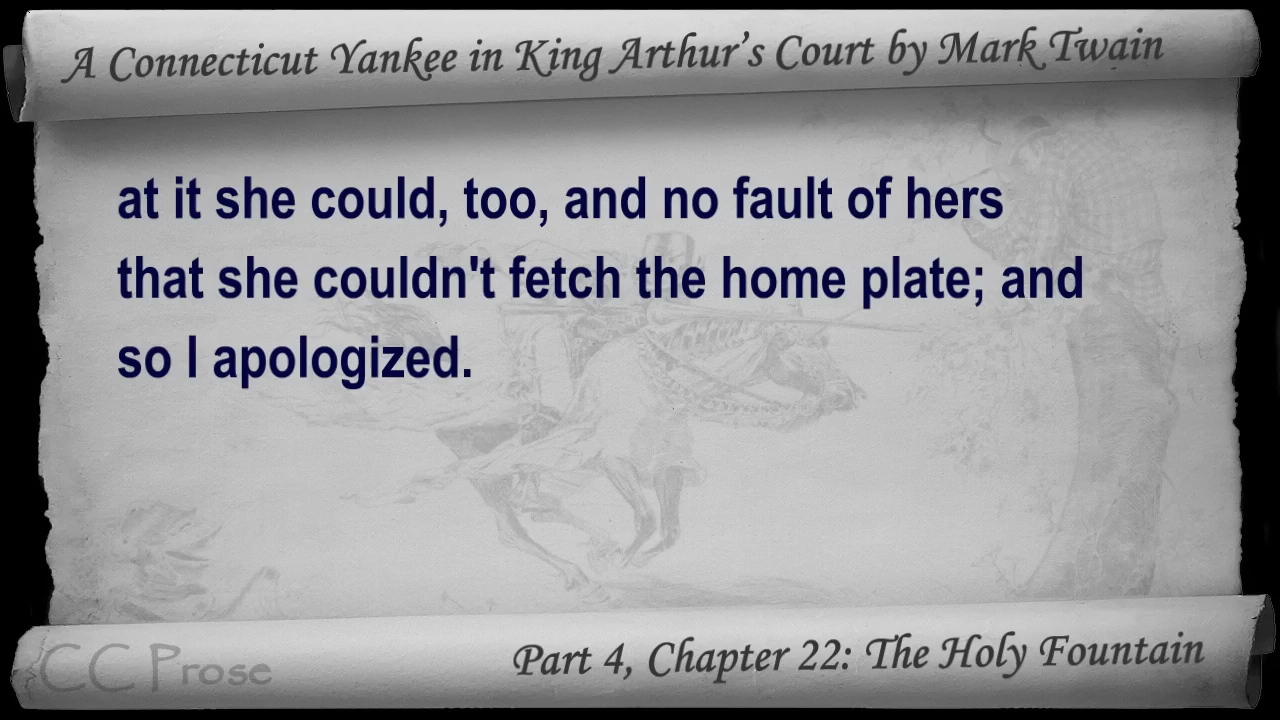 A Connecticut Yankee in King Arthur's Court by Mark Twain
at it she could, too, and no fault of hers
that she couldn't fetch the home plate; and
so I apologized.
CC Prose
Part 4, Chapter 22: The Holy Fountain